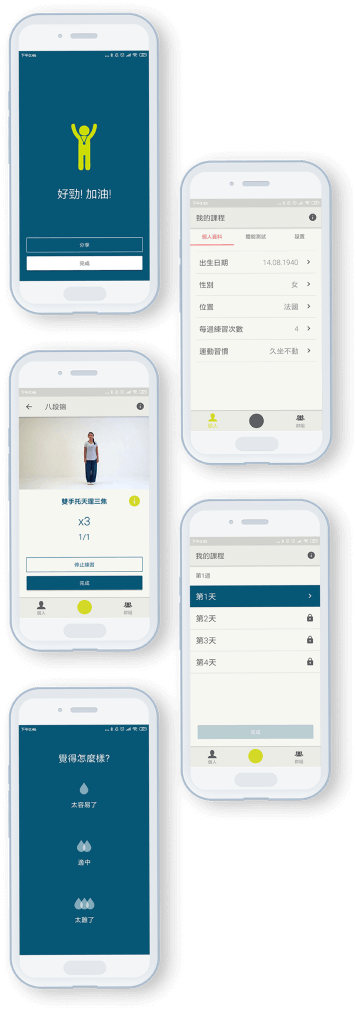 下午2:46
好勁! 加油!
分享
完成
我的課程
個人資料
體能測試
設置
出生日期
14.08.1940
性別
女
位置
法國
每週練習次數
4
運動習慣
久坐不動
個人
群組
八段锦
雙手托天理三焦
x3
1/1
停止練習
完成
個人
群組
我的課程
第1週
第1天
第2天
第3天
第4天
完成
個人
群組
下午2:46
覺得怎麼樣?
太容易了
適中
太難了